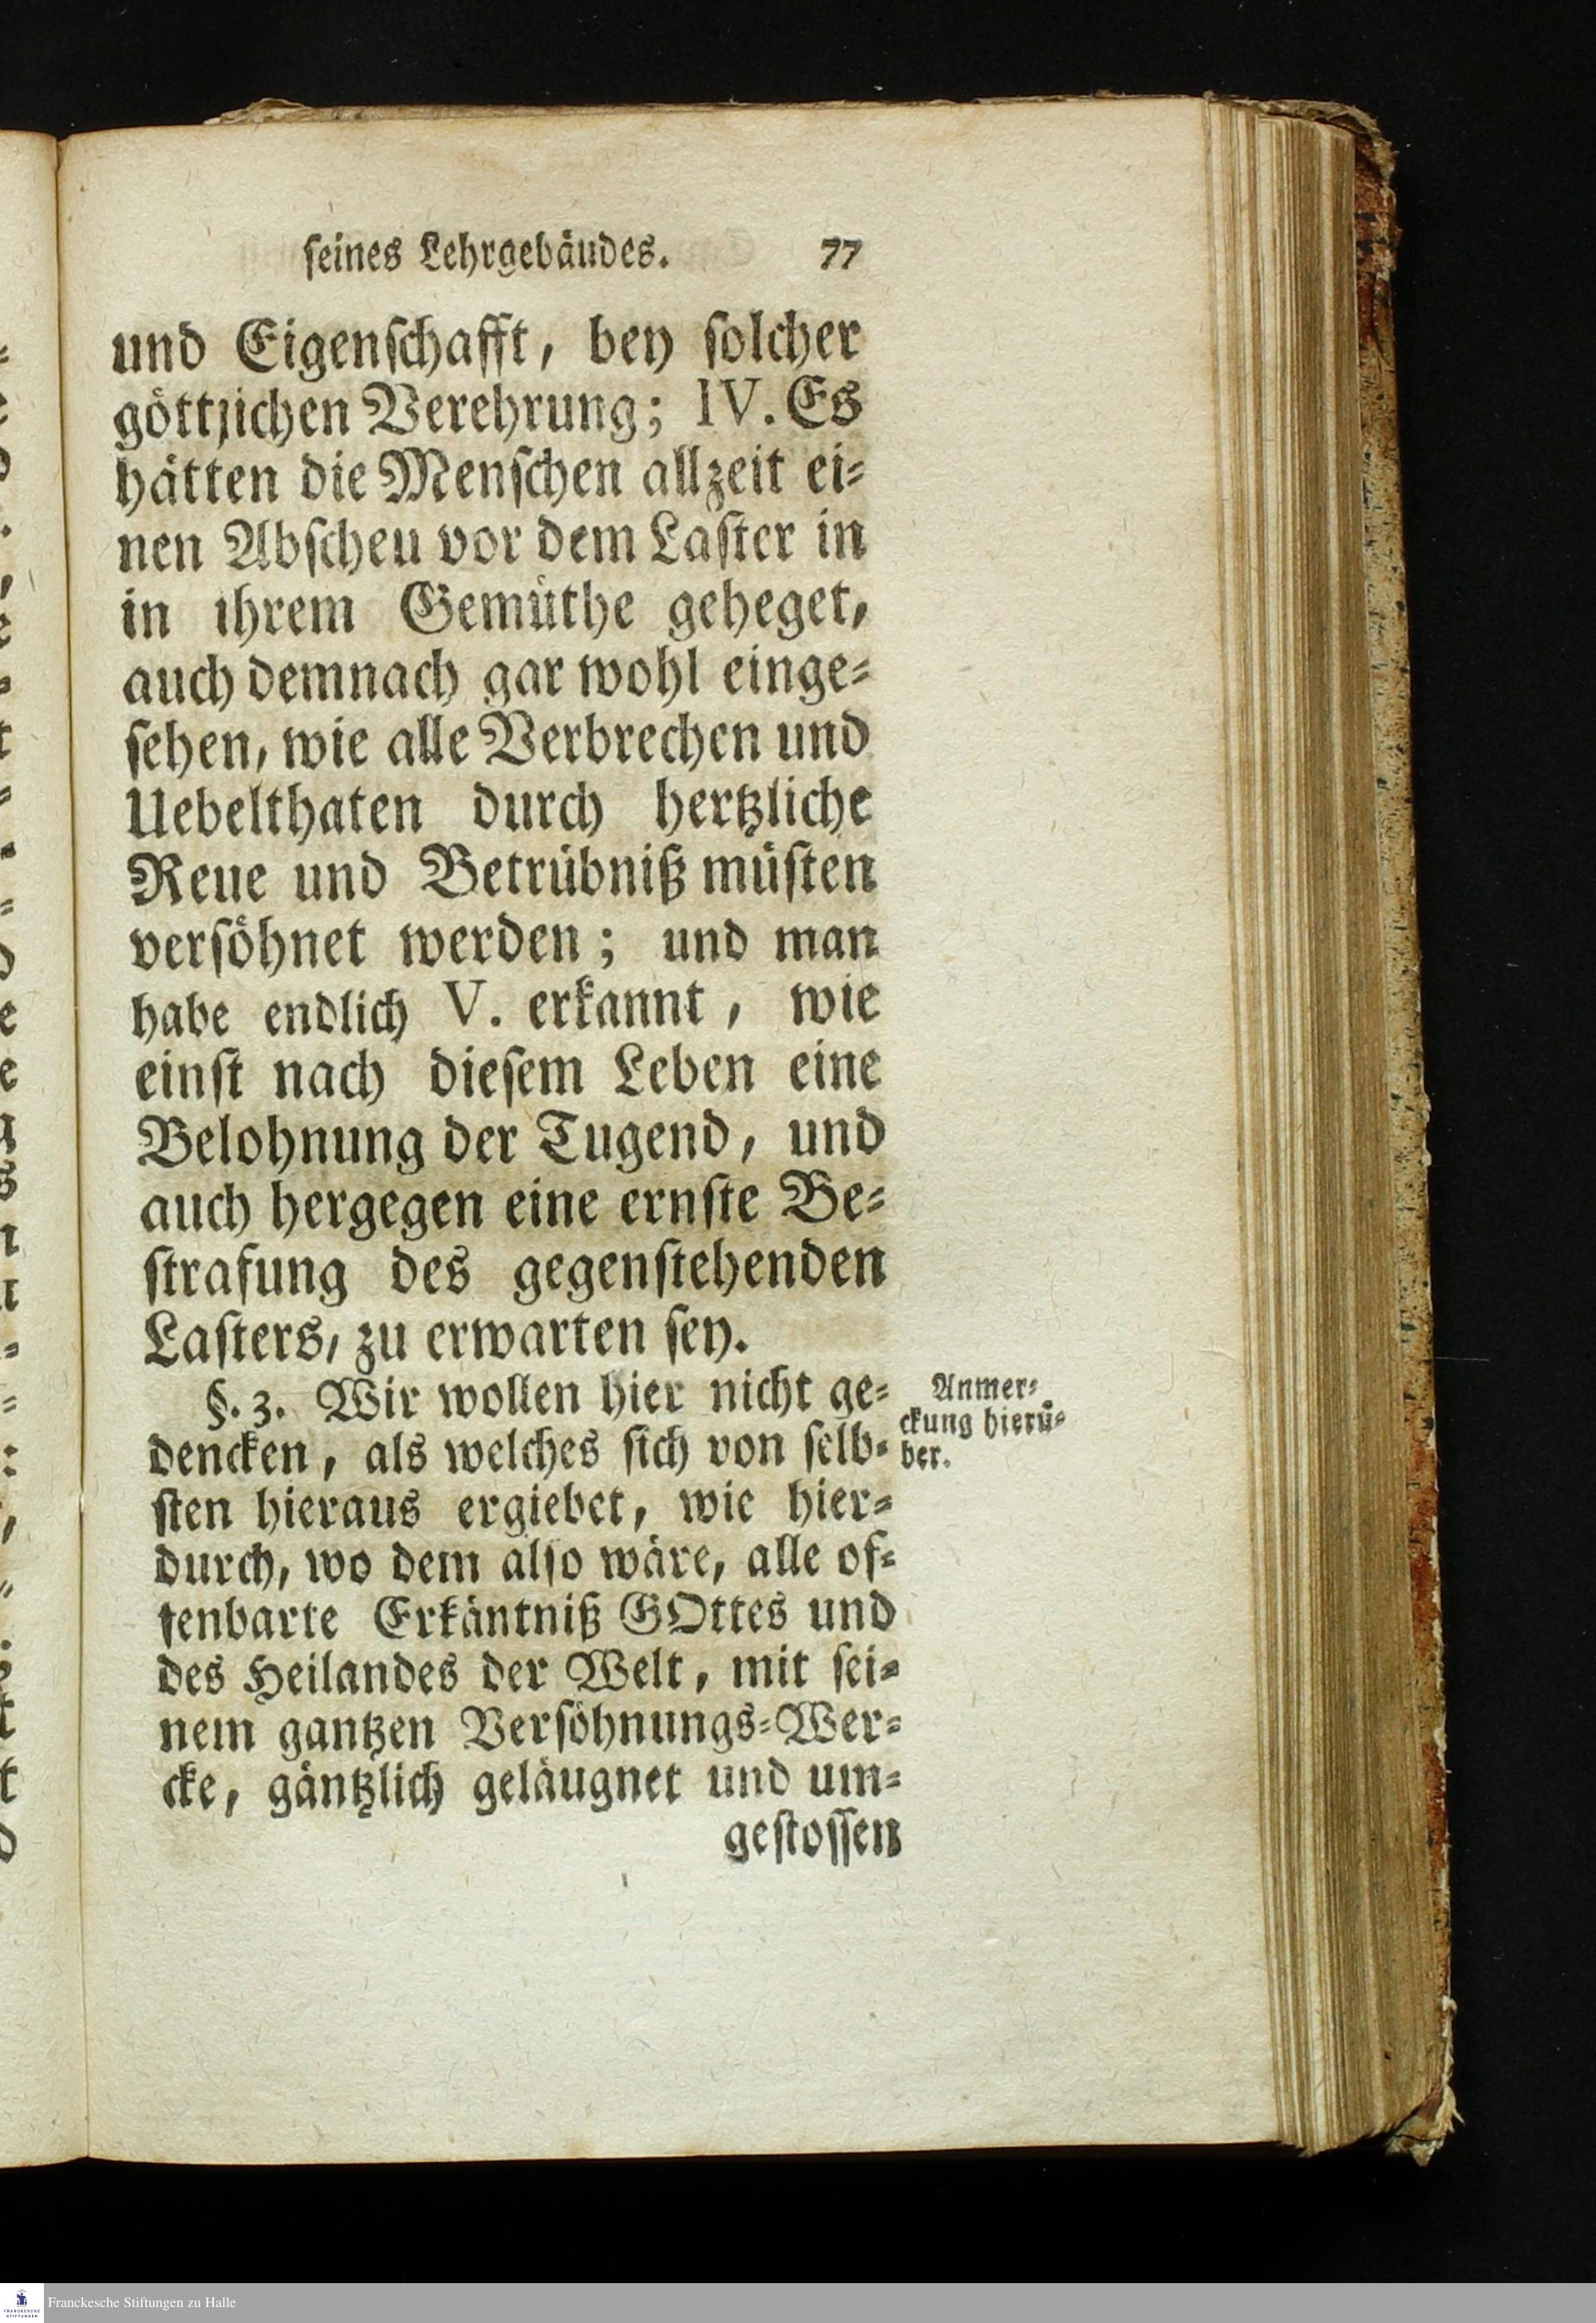 seines Lehrgebäudes. 77
und Eigenschafft, bey solcher
göttlichen Verehrung; IV. Es
hätten die Menschen allzeit ei-
nen Abscheu vor dem Laster in
in ihrem Gemüthe geheget,
auch demnach gar wohl einge-
sehen, wie alle Verbrechen und
Uebelthaten durch hertzliche
Reue und Betrübniß müsten
versöhnet werden; und man
habe endlich V. erkannt, wie
einst nach diesem Leben eine
Belohnung der Tugend, und
auch hergegen eine ernste Be-
strafung des gegenstehenden
Lasters, zu erwarten sey.
§. 3. Wir wollen hier nicht ge-
dencken, als welches sich von selb-
sten hieraus ergiebet, wie hier-
durch, wo dem also wäre, alle of-
fenbarte Erkäntniß GOttes und
des Heilandes der Welt, mit sei-
nem gantzen Versöhnungs-Wer-
cke, gäntzlich geläugnet und um-
gestossen
Anmer-
ckung hierü-
ber.
FRANCKESCHE
STIFTUNGEN
Franckesche Stiftungen zu Halle